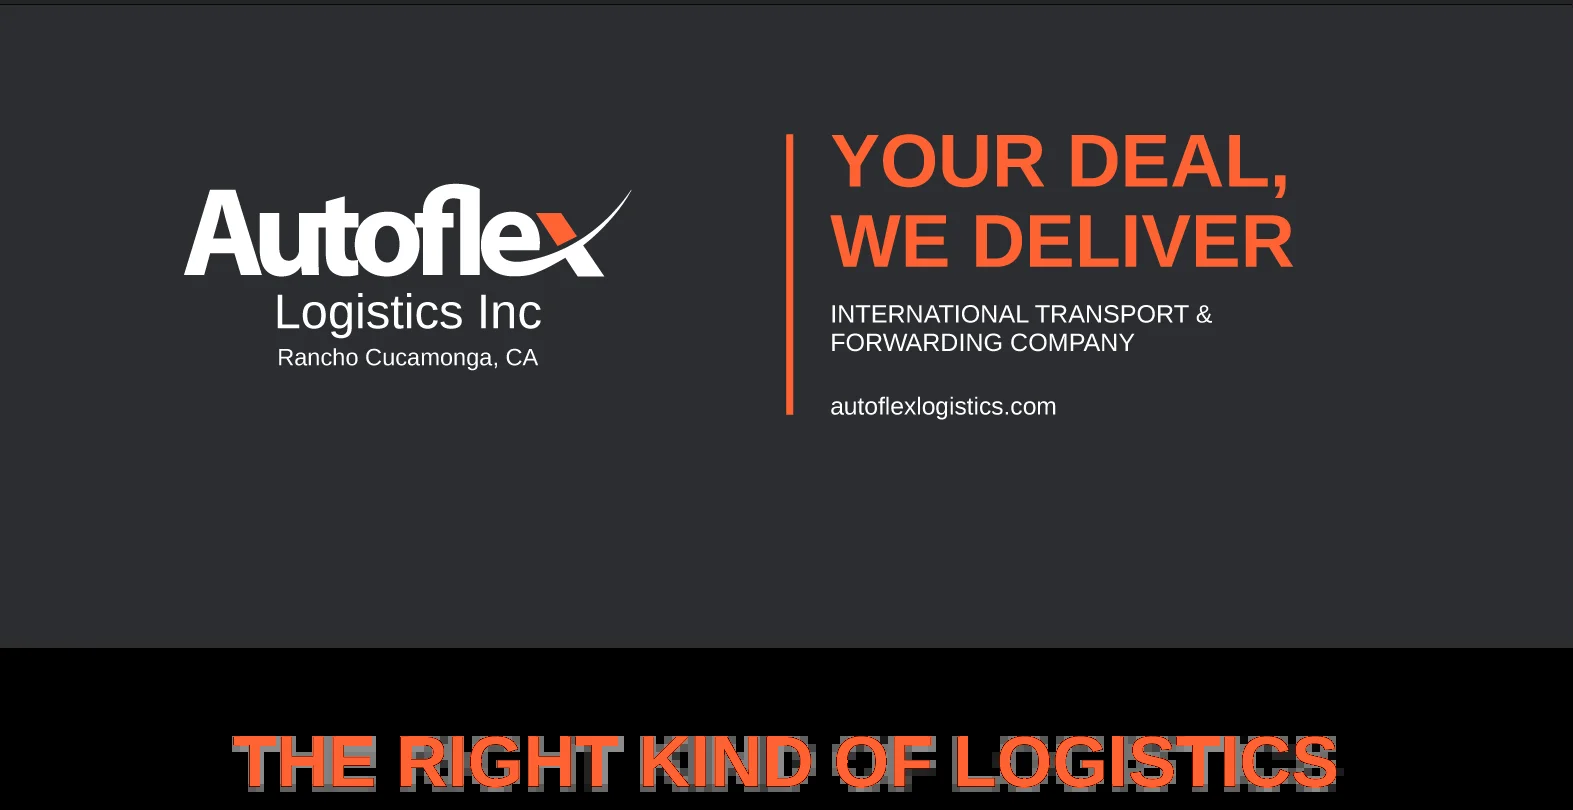 Autoflex
Logistics Inc
Rancho Cucamonga, CA
YOUR DEAL,
WE DELIVER
INTERNATIONAL TRANSPORT &
FORWARDING COMPANY
autoflexlogistics.com
THE RIGHT KIND OF LOGISTICS